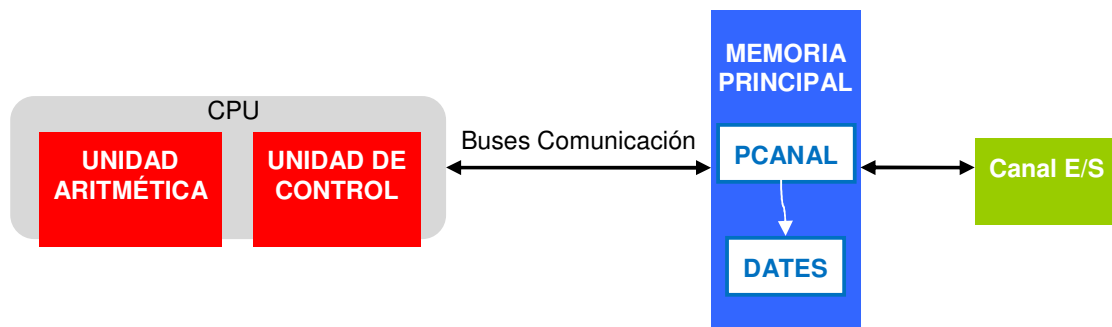 CPU
UNIDAD
ARITMÉTICA
UNIDAD DE
CONTROL
Buses Comunicación
MEMORIA
PRINCIPAL
PCANAL
DATES
Canal E/S